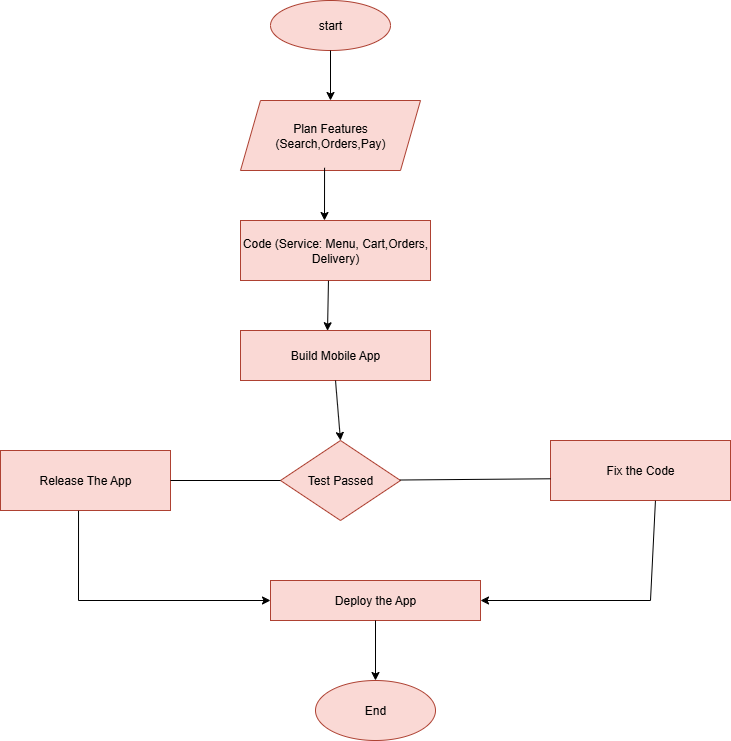 start
Plan Features
(Search,Orders,Pay)
Code (Service: Menu, Cart,Orders,
Delivery)
Build Mobile App
Release The App
Test Passed
Fix the Code
Deploy the App
End